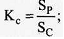 K_c = S_P / S_C;